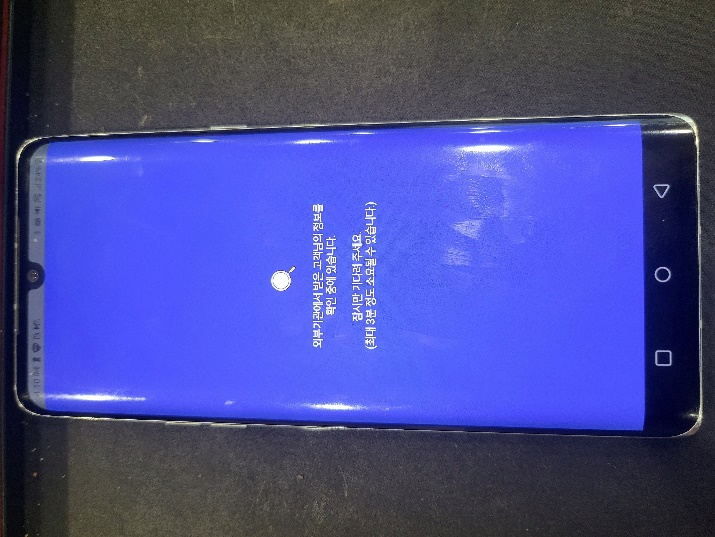 외부기관에서 받은 고객님의 정보를
확인 중에 있습니다.
잠시만 기다려 주세요.
(최대 3분 정도 소요될 수 있습니다.)